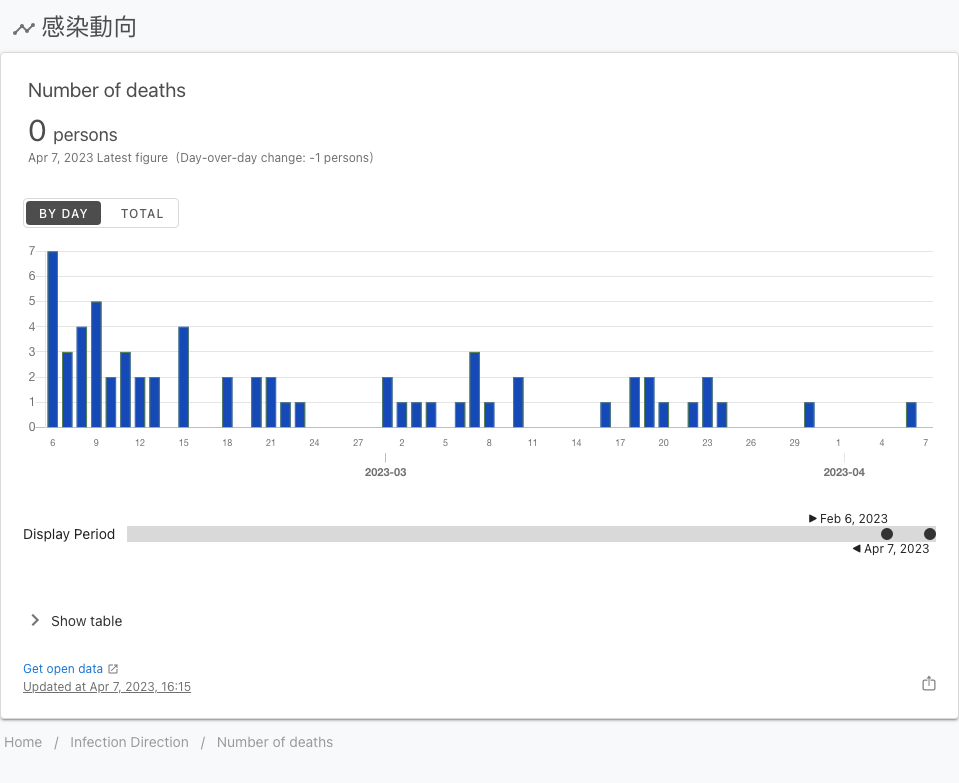 感染動向
Number of deaths
0 persons
Apr 7, 2023 Latest figure (Day-over-day change: -1 persons)
BY DAY TOTAL
7
6
5
4
3
2
1
0
6 9 12 15 18 21 24 27 2 5 8 11 14 17 20 23 26 29 1 4 7
2023-03 2023-04
Feb 6, 2023
Display Period
Apr 7, 2023
Show table
Get open data
Updated at Apr 7, 2023, 16:15
Home / Infection Direction / Number of deaths